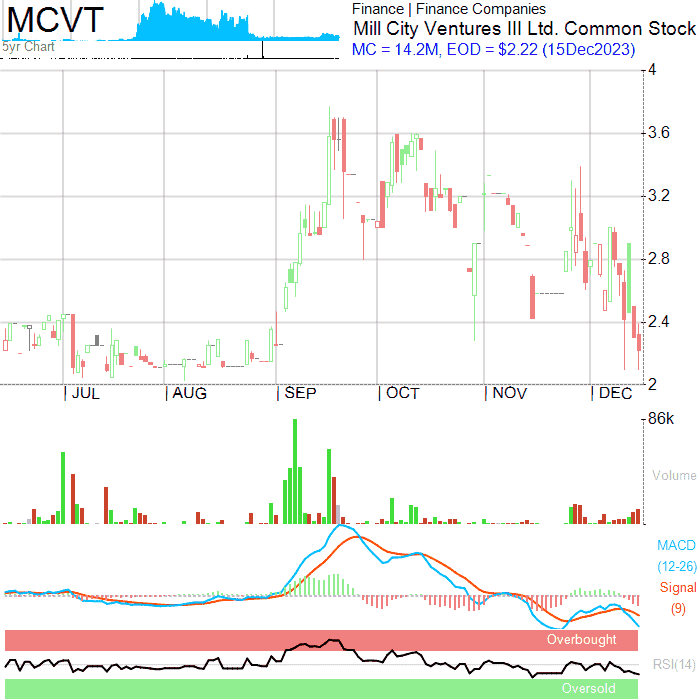 MCVT
5yr Chart
Finance | Finance Companies
Mill City Ventures III Ltd. Common Stock
MC = 14.2M, EOD = $2.22 (15Dec2023)
4
3.6
3.2
2.8
2.4
2
JUL AUG SEP OCT NOV DEC
86k
Volume
MACD
(12-26)
Signal
(9)
Overbought
RSI(14)
Oversold